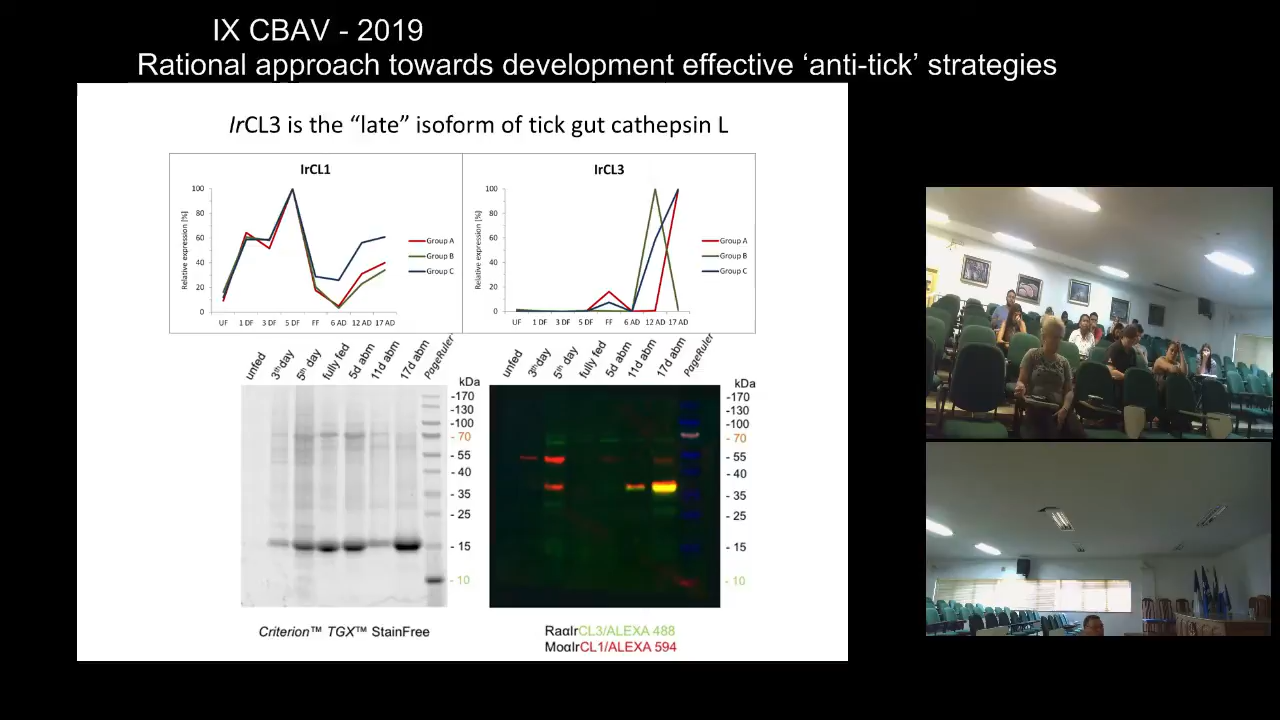 IX CBAV - 2019
Rational approach towards development effective ‘anti-tick’ strategies
IrCL3 is the “late” isoform of tick gut cathepsin L
IrCL1
Relative expression [%]
100
80
60
40
20
0
UF 1 DF 3 DF 5 DF FF 6 AD 12 AD 17 AD
Group A
Group B
Group C
IrCL3
Relative expression [%]
100
80
60
40
20
0
UF 1 DF 3 DF 5 DF FF 6 AD 12 AD 17 AD
Group A
Group B
Group C
unfed 3thday 5th day fully fed 5d abm 11d abm 17d abm PageRuler
kDa
-170
-130
-100
- 70
- 55
- 40
- 35
- 25
- 15
- 10
Criterion™ TGX™ StainFree
unfed 3thday 5th day fully fed 5d abm 11d abm 17d abm PageRuler
kDa
-170
-130
-100
- 70
- 55
- 40
- 35
- 25
- 15
- 10
RaαIrCL3/ALEXA 488
MoαIrCL1/ALEXA 594